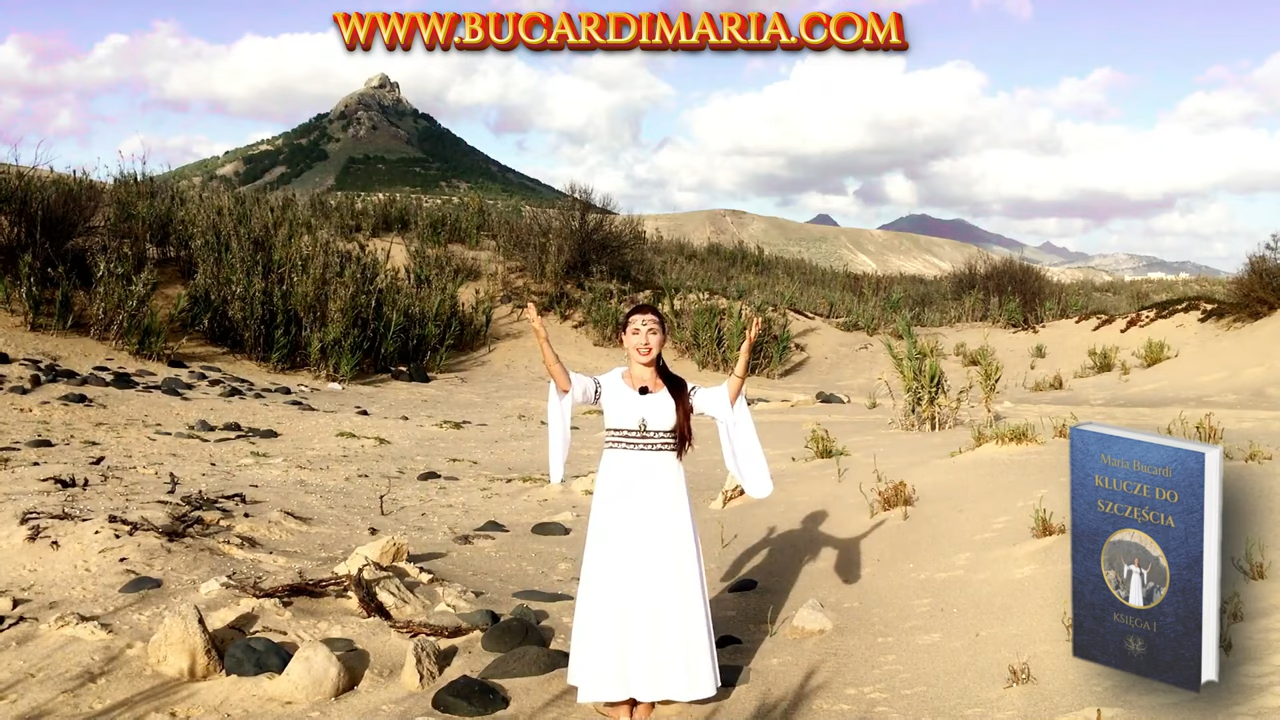 WWW.BUCARDIMARIA.COM
Maria Bucardi
KLUCZE DO
SZCZĘŚCIA
KSIĘGA I